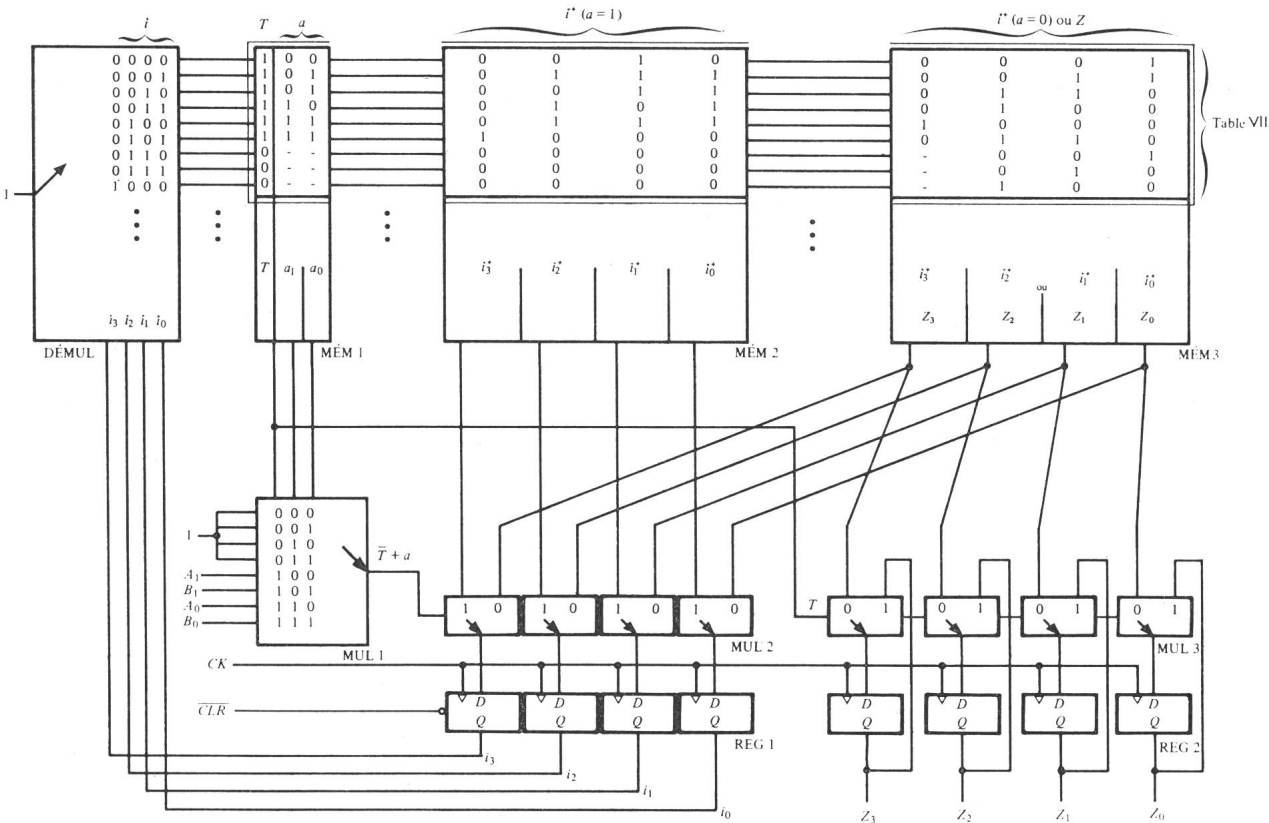 i T a i⁺ (a = 1) i⁺ (a = 0) ou Z
0 0 0 0 1 0 0 0 0 1 0 0 0 0 1
0 0 0 1 1 0 1 0 1 1 1 0 0 1 1
0 0 1 0 1 0 0 0 1 1 1 0 1 1 1
0 0 1 1 1 1 0 0 1 0 0 0 1 1 0
0 1 0 0 1 1 1 0 1 1 1 1 0 0 0
0 1 0 1 1 1 1 1 0 0 0 0 1 0 0
0 1 1 0 0 - - 0 0 0 0 - 0 0 1
0 1 1 1 0 - - 0 0 0 0 - 0 1 0
1 0 0 0 0 - - 0 0 0 0 - 1 0 0
Table VII
1
T a₁ a₀ i₃⁺ i₂⁺ i₁⁺ i₀⁺ i₃⁺ i₂⁺ ou i₁⁺ i₀⁺
i₃ i₂ i₁ i₀ Z₃ Z₂ Z₁ Z₀
DÉMUL MÉM 1 MÉM 2 MÉM 3
0 0 0
0 0 1
1 0 1 0
0 1 1
A₁ 1 0 0
B₁ 1 0 1
A₀ 1 1 0
B₀ 1 1 1
T̅ + a
MUL 1
1 0 1 0 1 0 1 0 T 0 1 0 1 0 1 0 1
MUL 2 MUL 3
CK
C̅L̅R̅
D D D D D D D D
Q Q Q Q Q Q Q Q
REG 1 REG 2
i₃
i₂
i₁
i₀
Z₃ Z₂ Z₁ Z₀